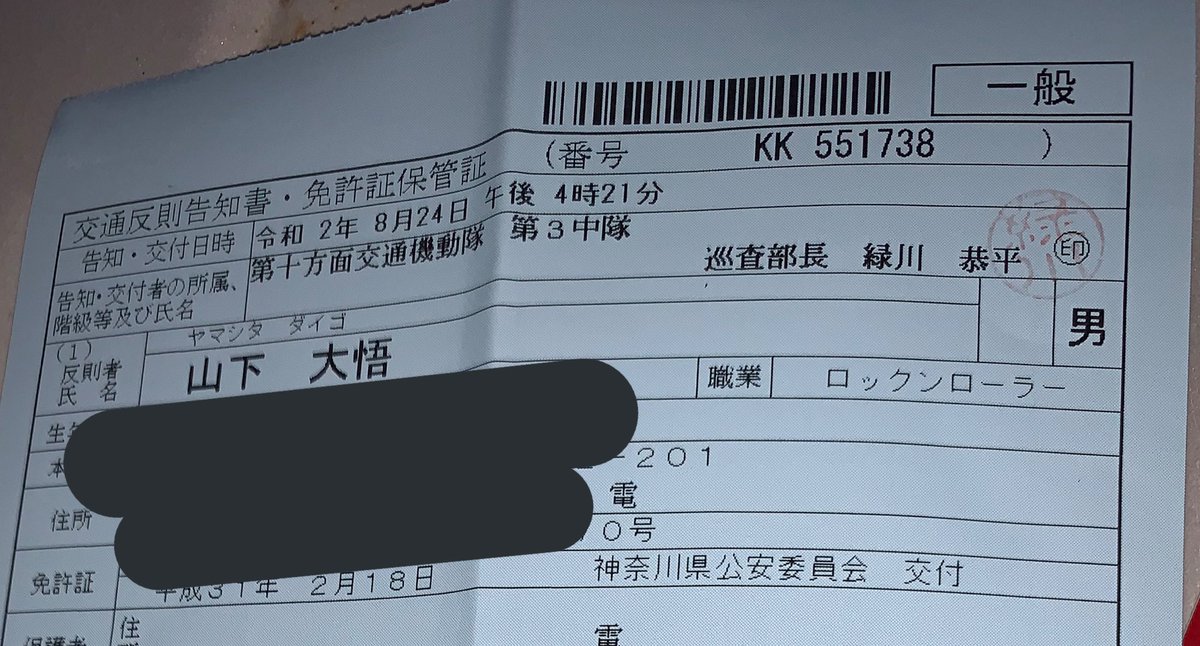 一般
(番号 KK 551738 )
交通反則告知書・免許証保管証
告知・交付日時 令和 2年 8月24日 午後 4時21分
告知・交付者の所属、階級等及び氏名
第十方面交通機動隊 第3中隊
巡査部長 緑川 恭平 印
(1)反則者氏名
ヤマシタ ダイゴ
山下 大悟
男
職業 ロックンローラー
生
本
-201
住所
電
0号
免許証
平成31年 2月18日 神奈川県公安委員会 交付
保護者
住所
電